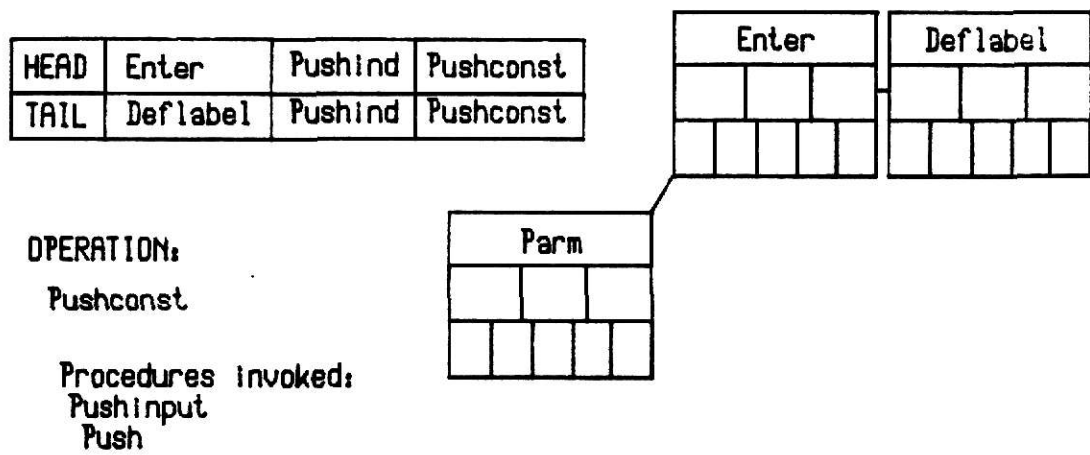 HEAD Enter Pushind Pushconst
TAIL Deflabel Pushind Pushconst
Enter Deflabel
Parm
OPERATION:
Pushconst
Procedures invoked:
Pushinput
Push